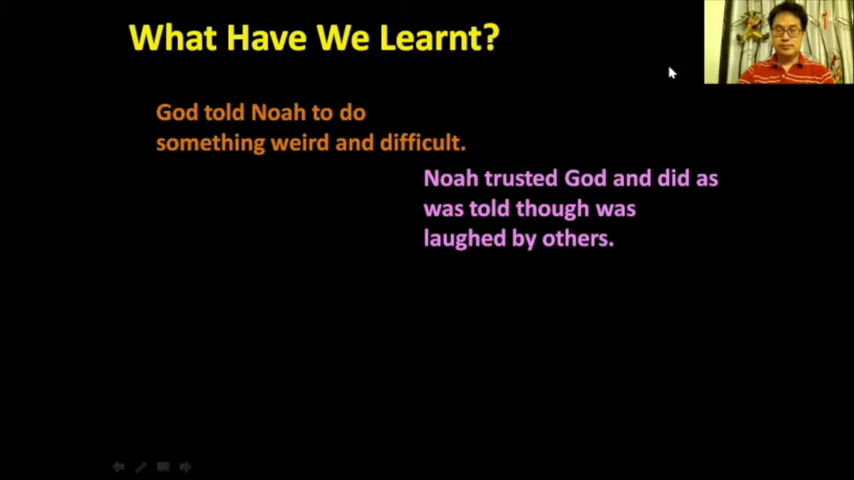 What Have We Learnt?
God told Noah to do
something weird and difficult.
Noah trusted God and did as
was told though was
laughed by others.